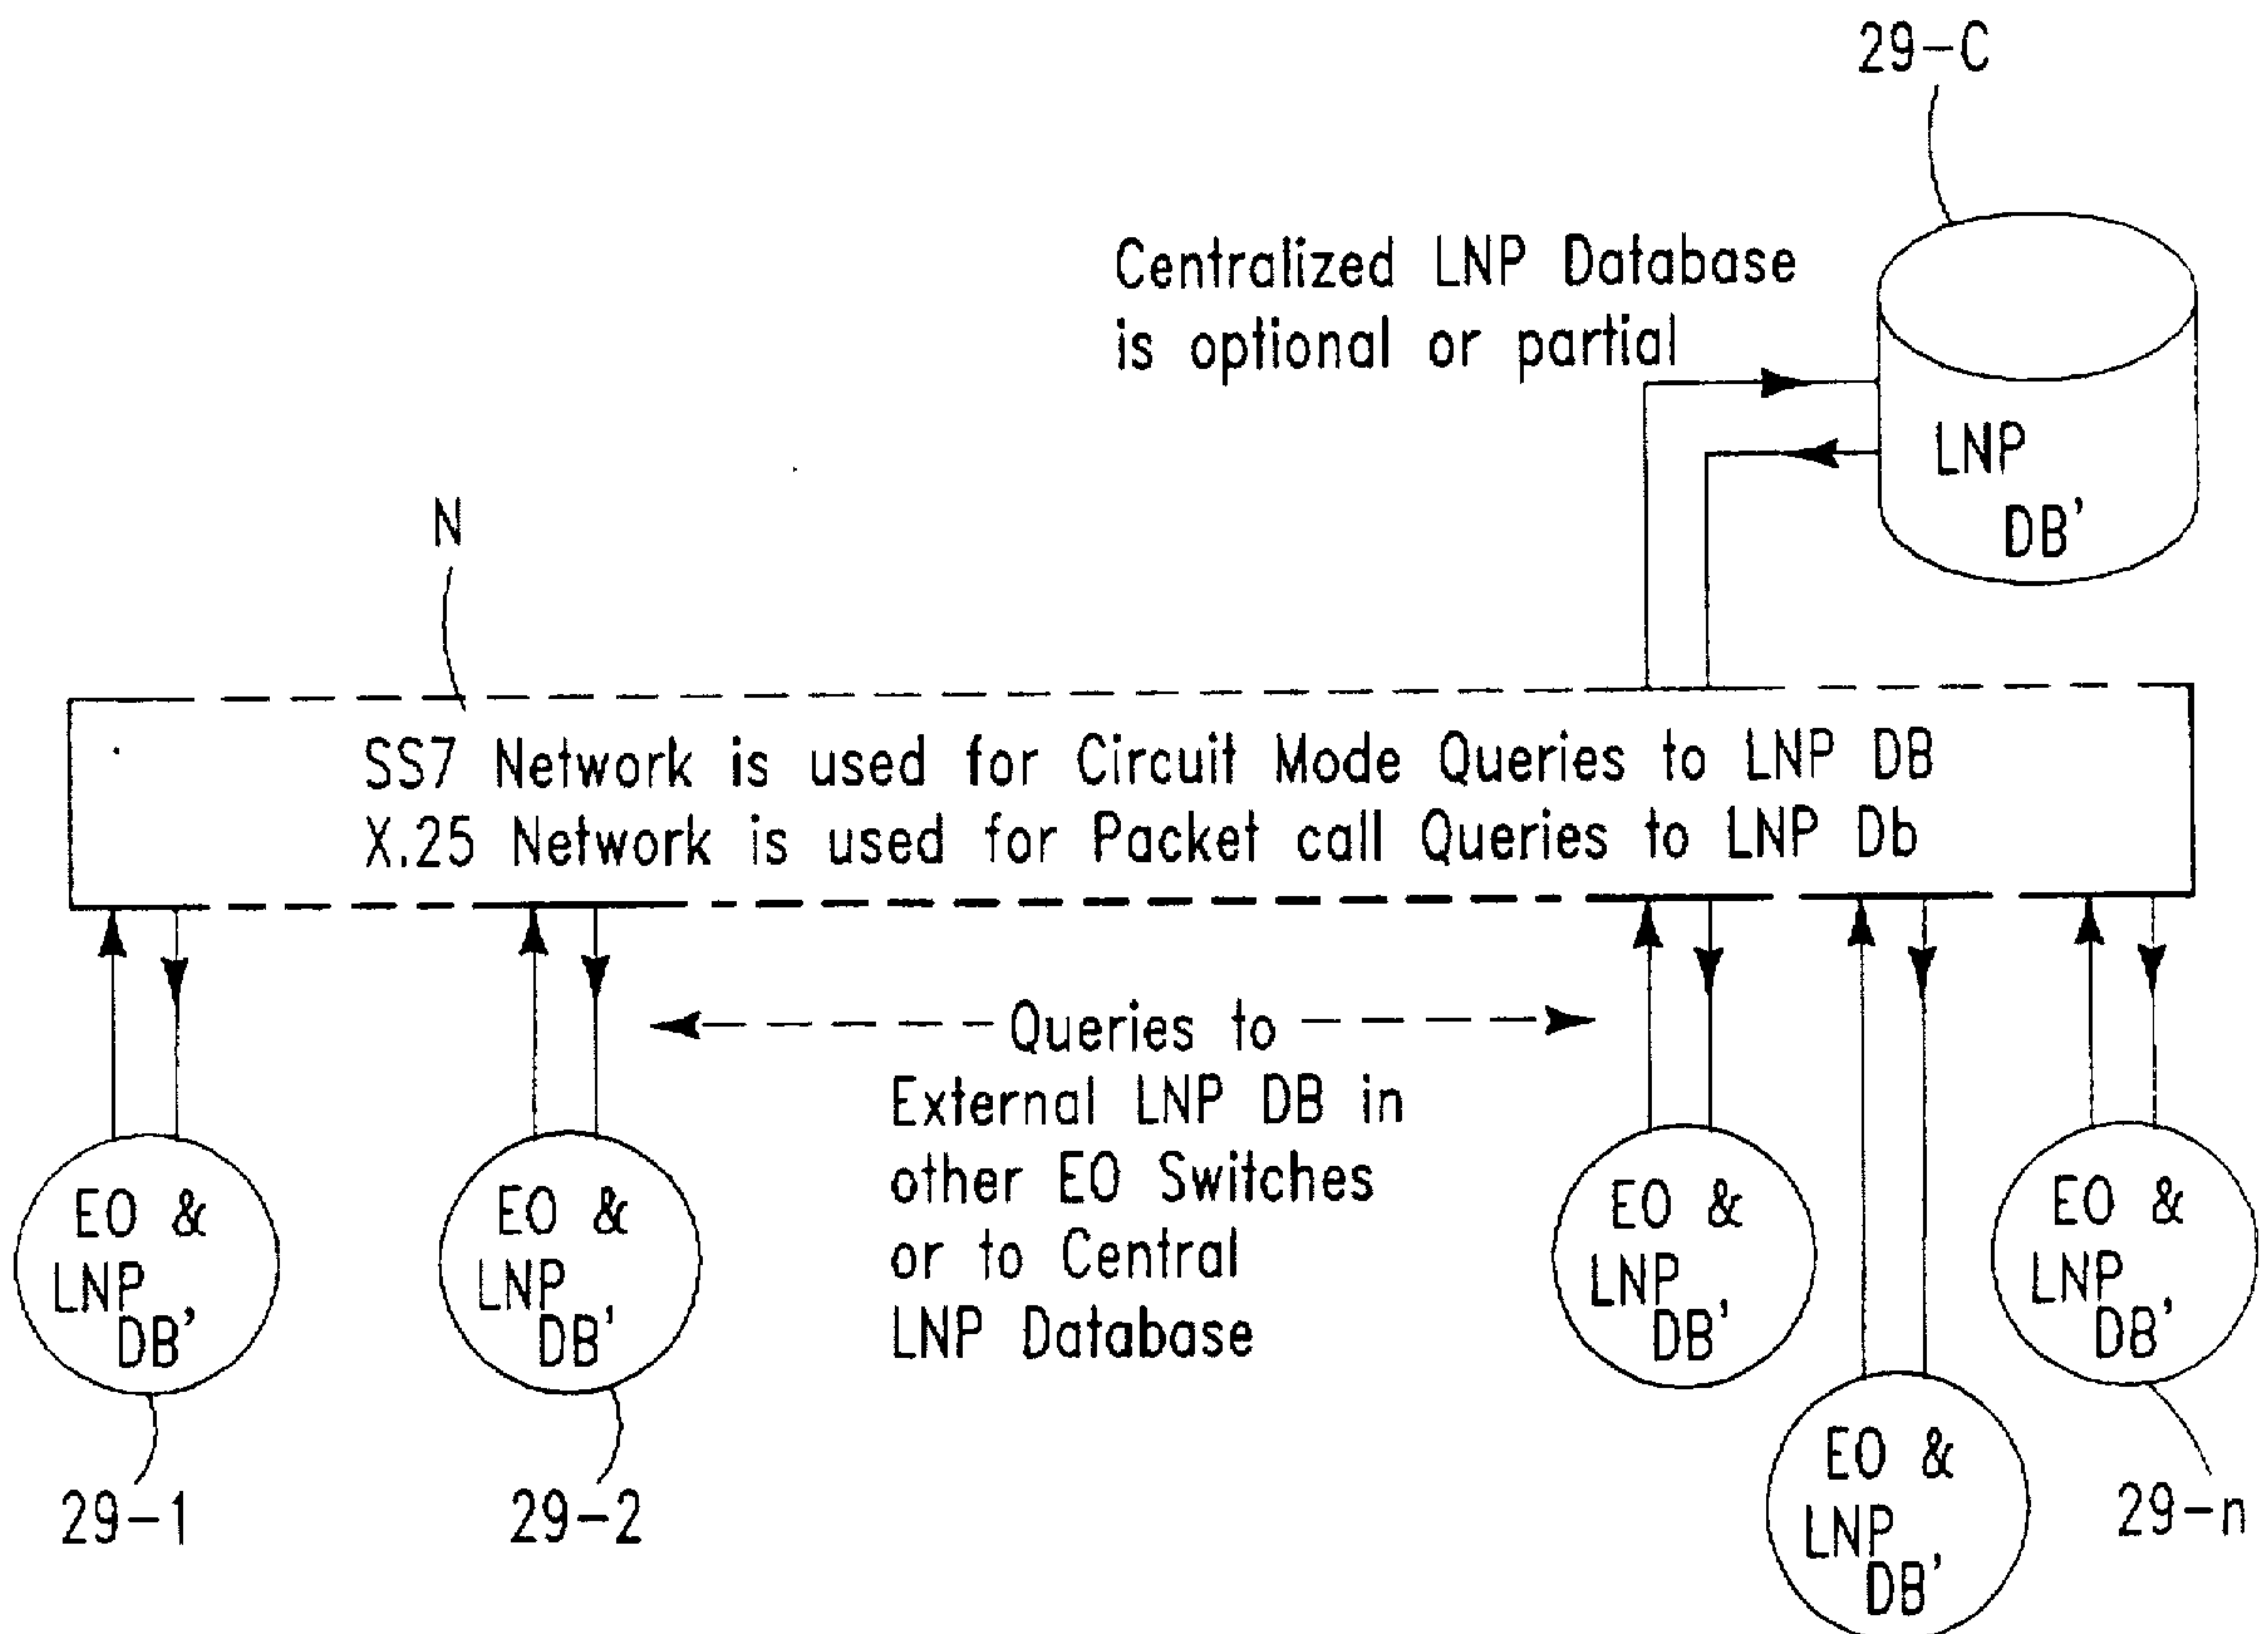 29-C
Centralized LNP Database
is optional or partial
LNP
DB'
N
SS7 Network is used for Circuit Mode Queries to LNP DB
X.25 Network is used for Packet call Queries to LNP Db
Queries to
External LNP DB in
other EO Switches
or to Central
LNP Database
EO &
LNP
DB'
29-1
EO &
LNP
DB'
29-2
EO &
LNP
DB'
EO &
LNP
DB'
EO &
LNP
DB'
29-n